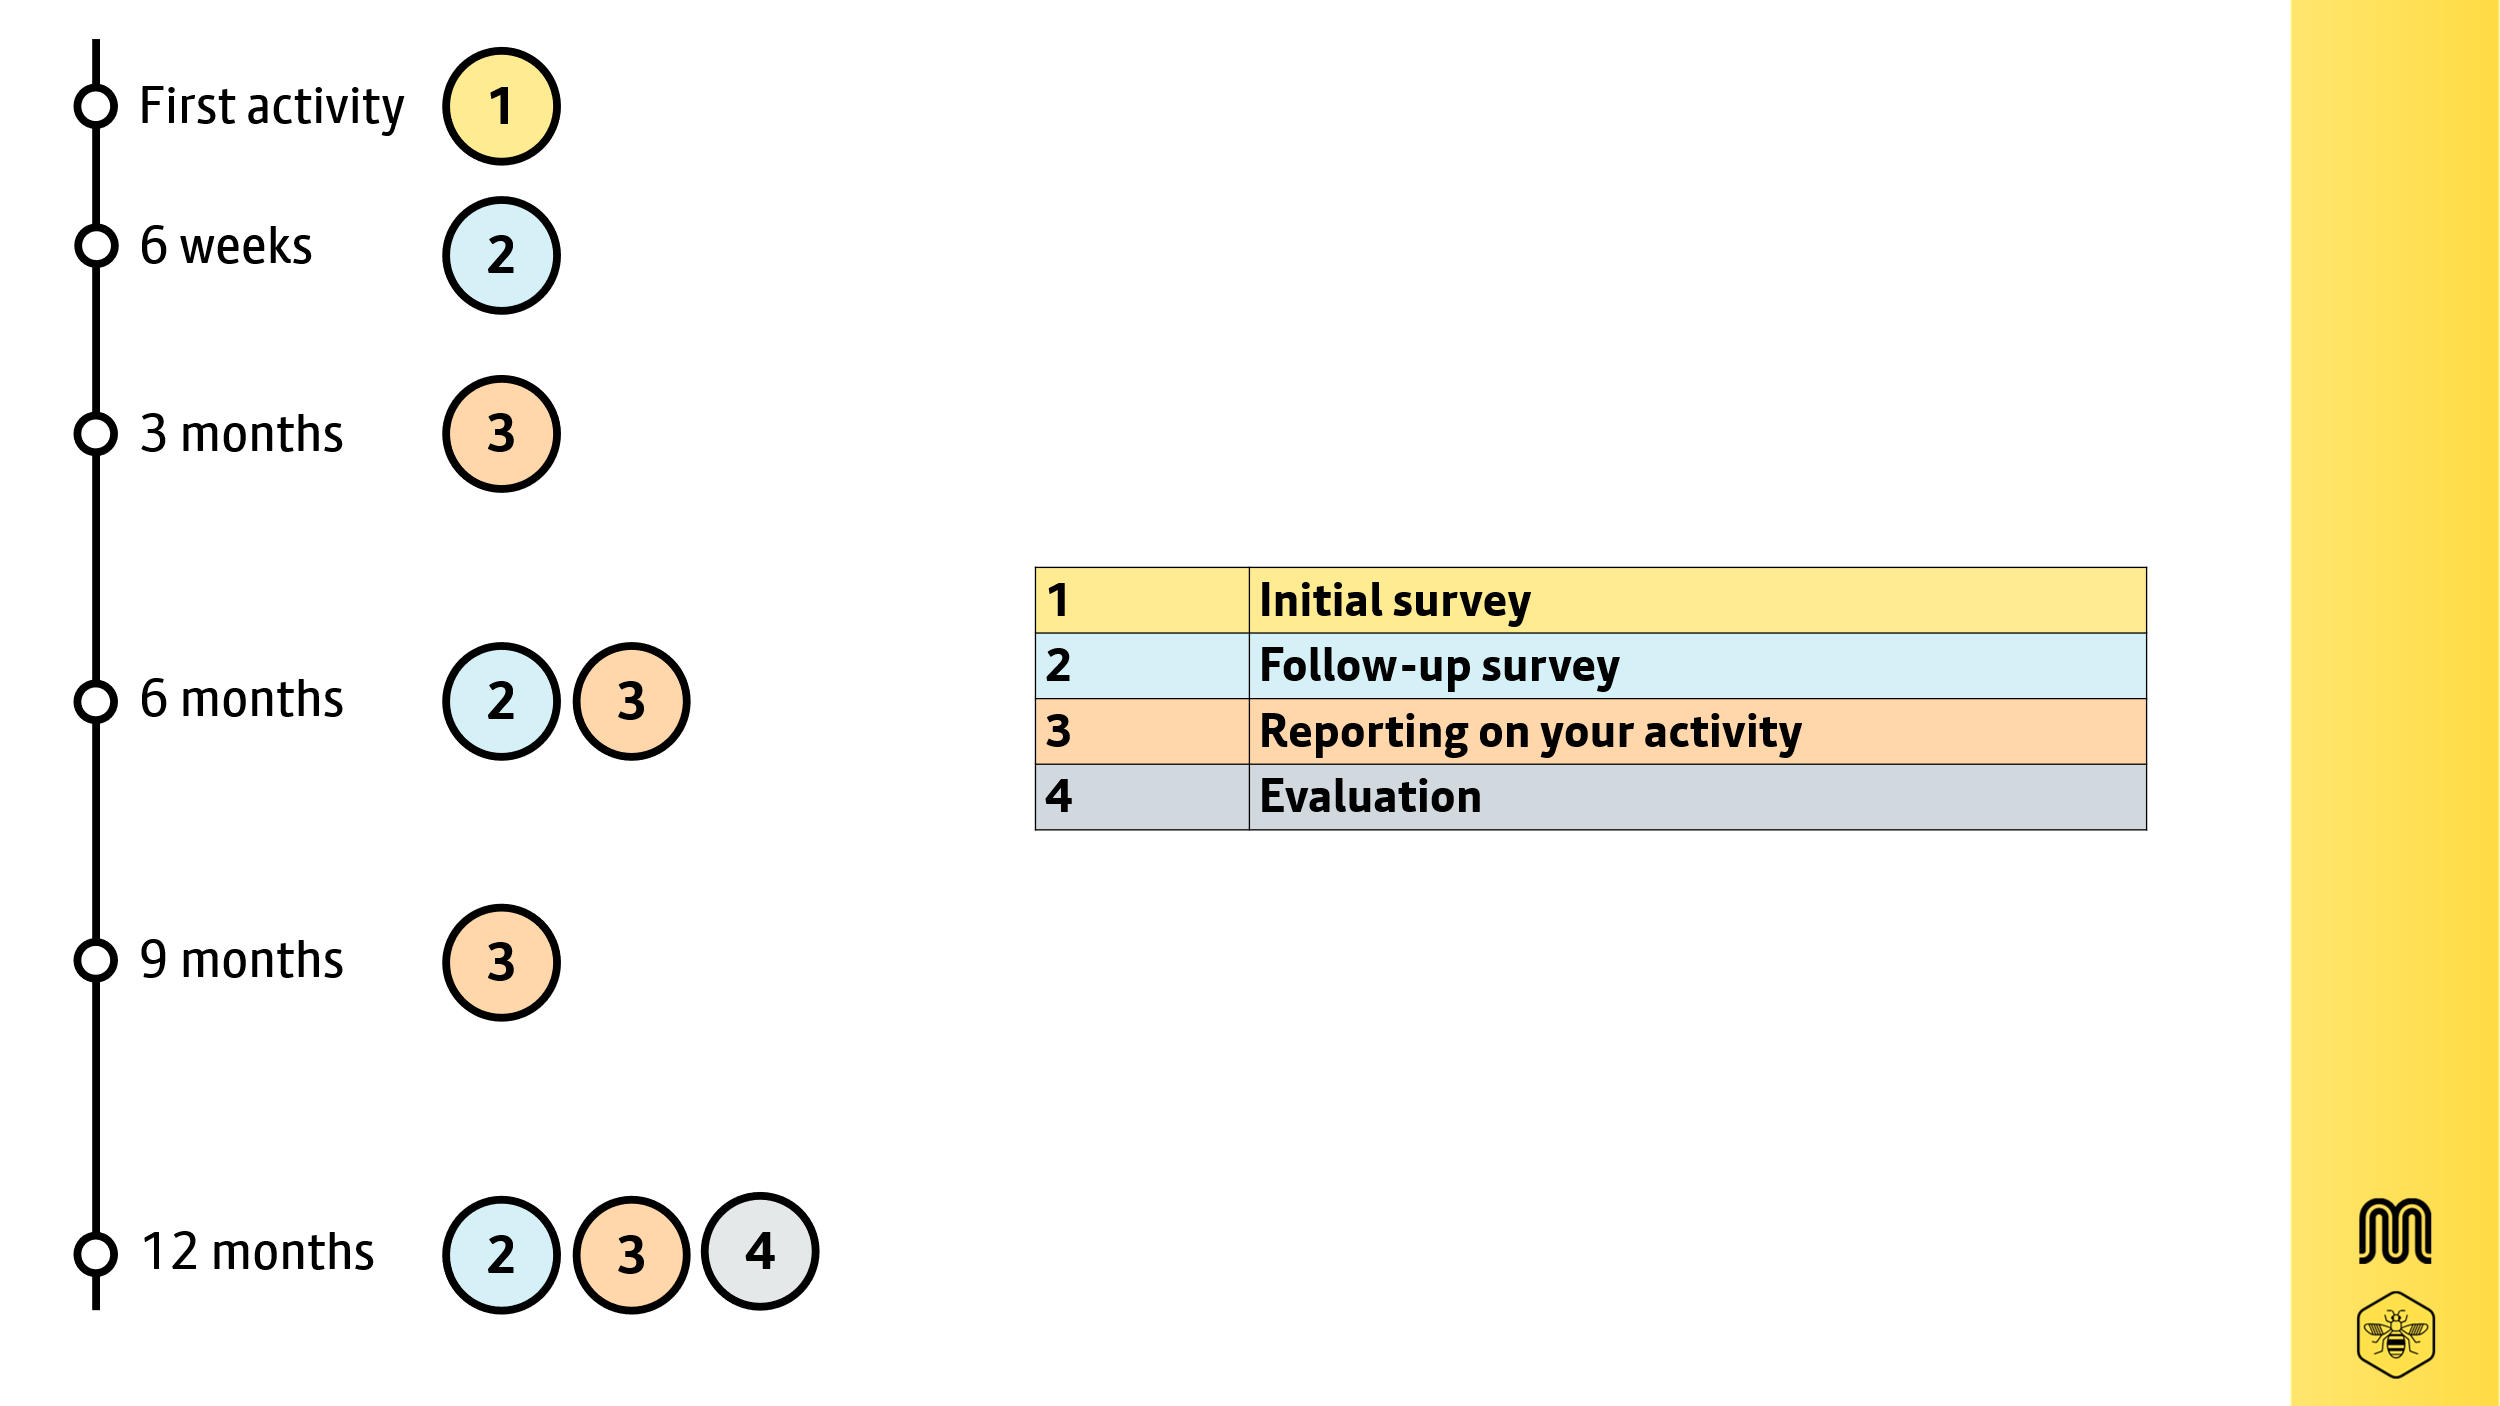 First activity 1
6 weeks 2
3 months 3
6 months 2 3
9 months 3
12 months 2 3 4
1 Initial survey
2 Follow-up survey
3 Reporting on your activity
4 Evaluation